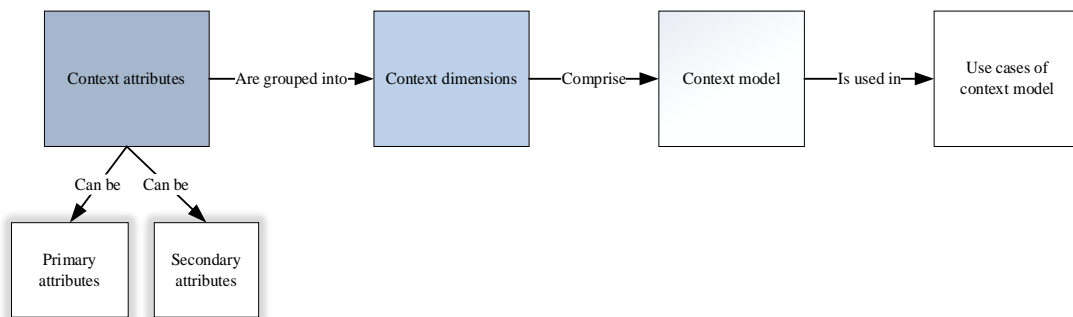 Context attributes
Are grouped into
Context dimensions
Comprise
Context model
Is used in
Use cases of
context model
Can be
Can be
Primary
attributes
Secondary
attributes